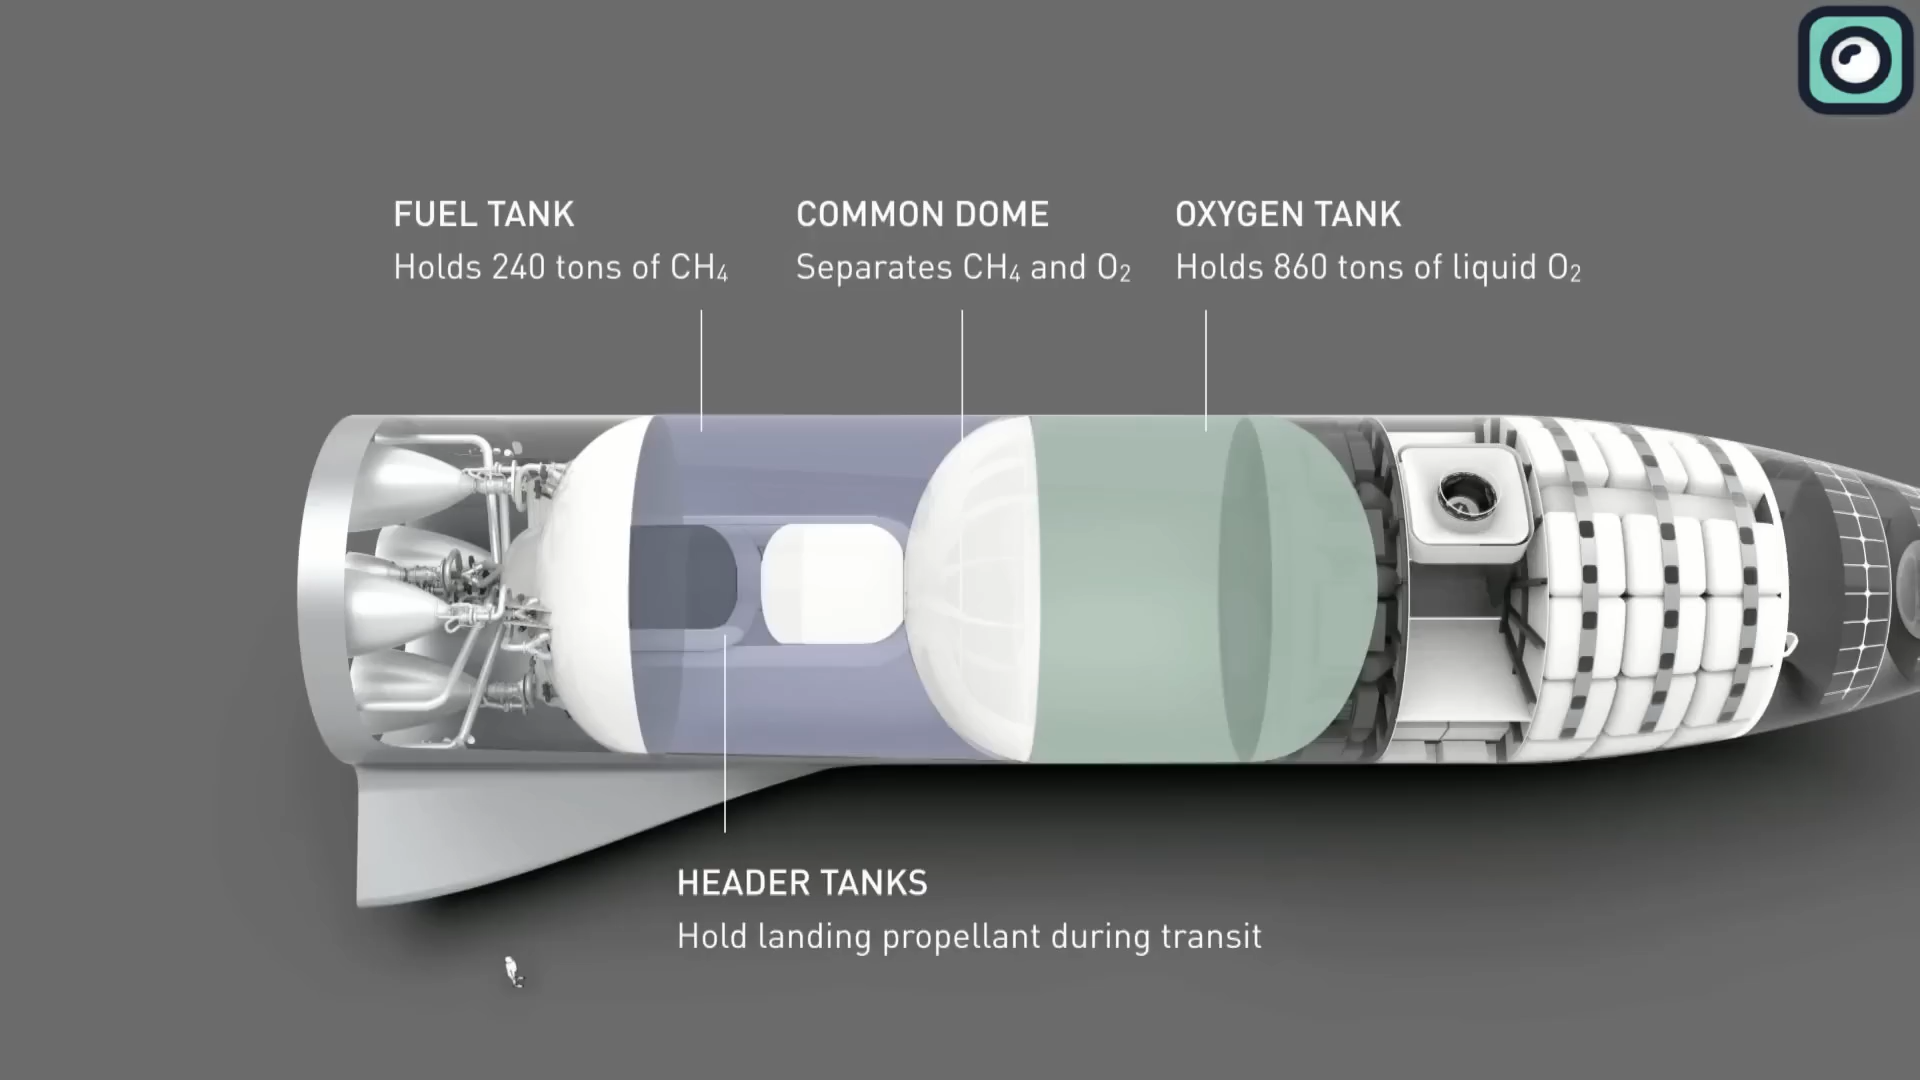 FUEL TANK
Holds 240 tons of CH₄
COMMON DOME
Separates CH₄ and O₂
OXYGEN TANK
Holds 860 tons of liquid O₂
HEADER TANKS
Hold landing propellant during transit